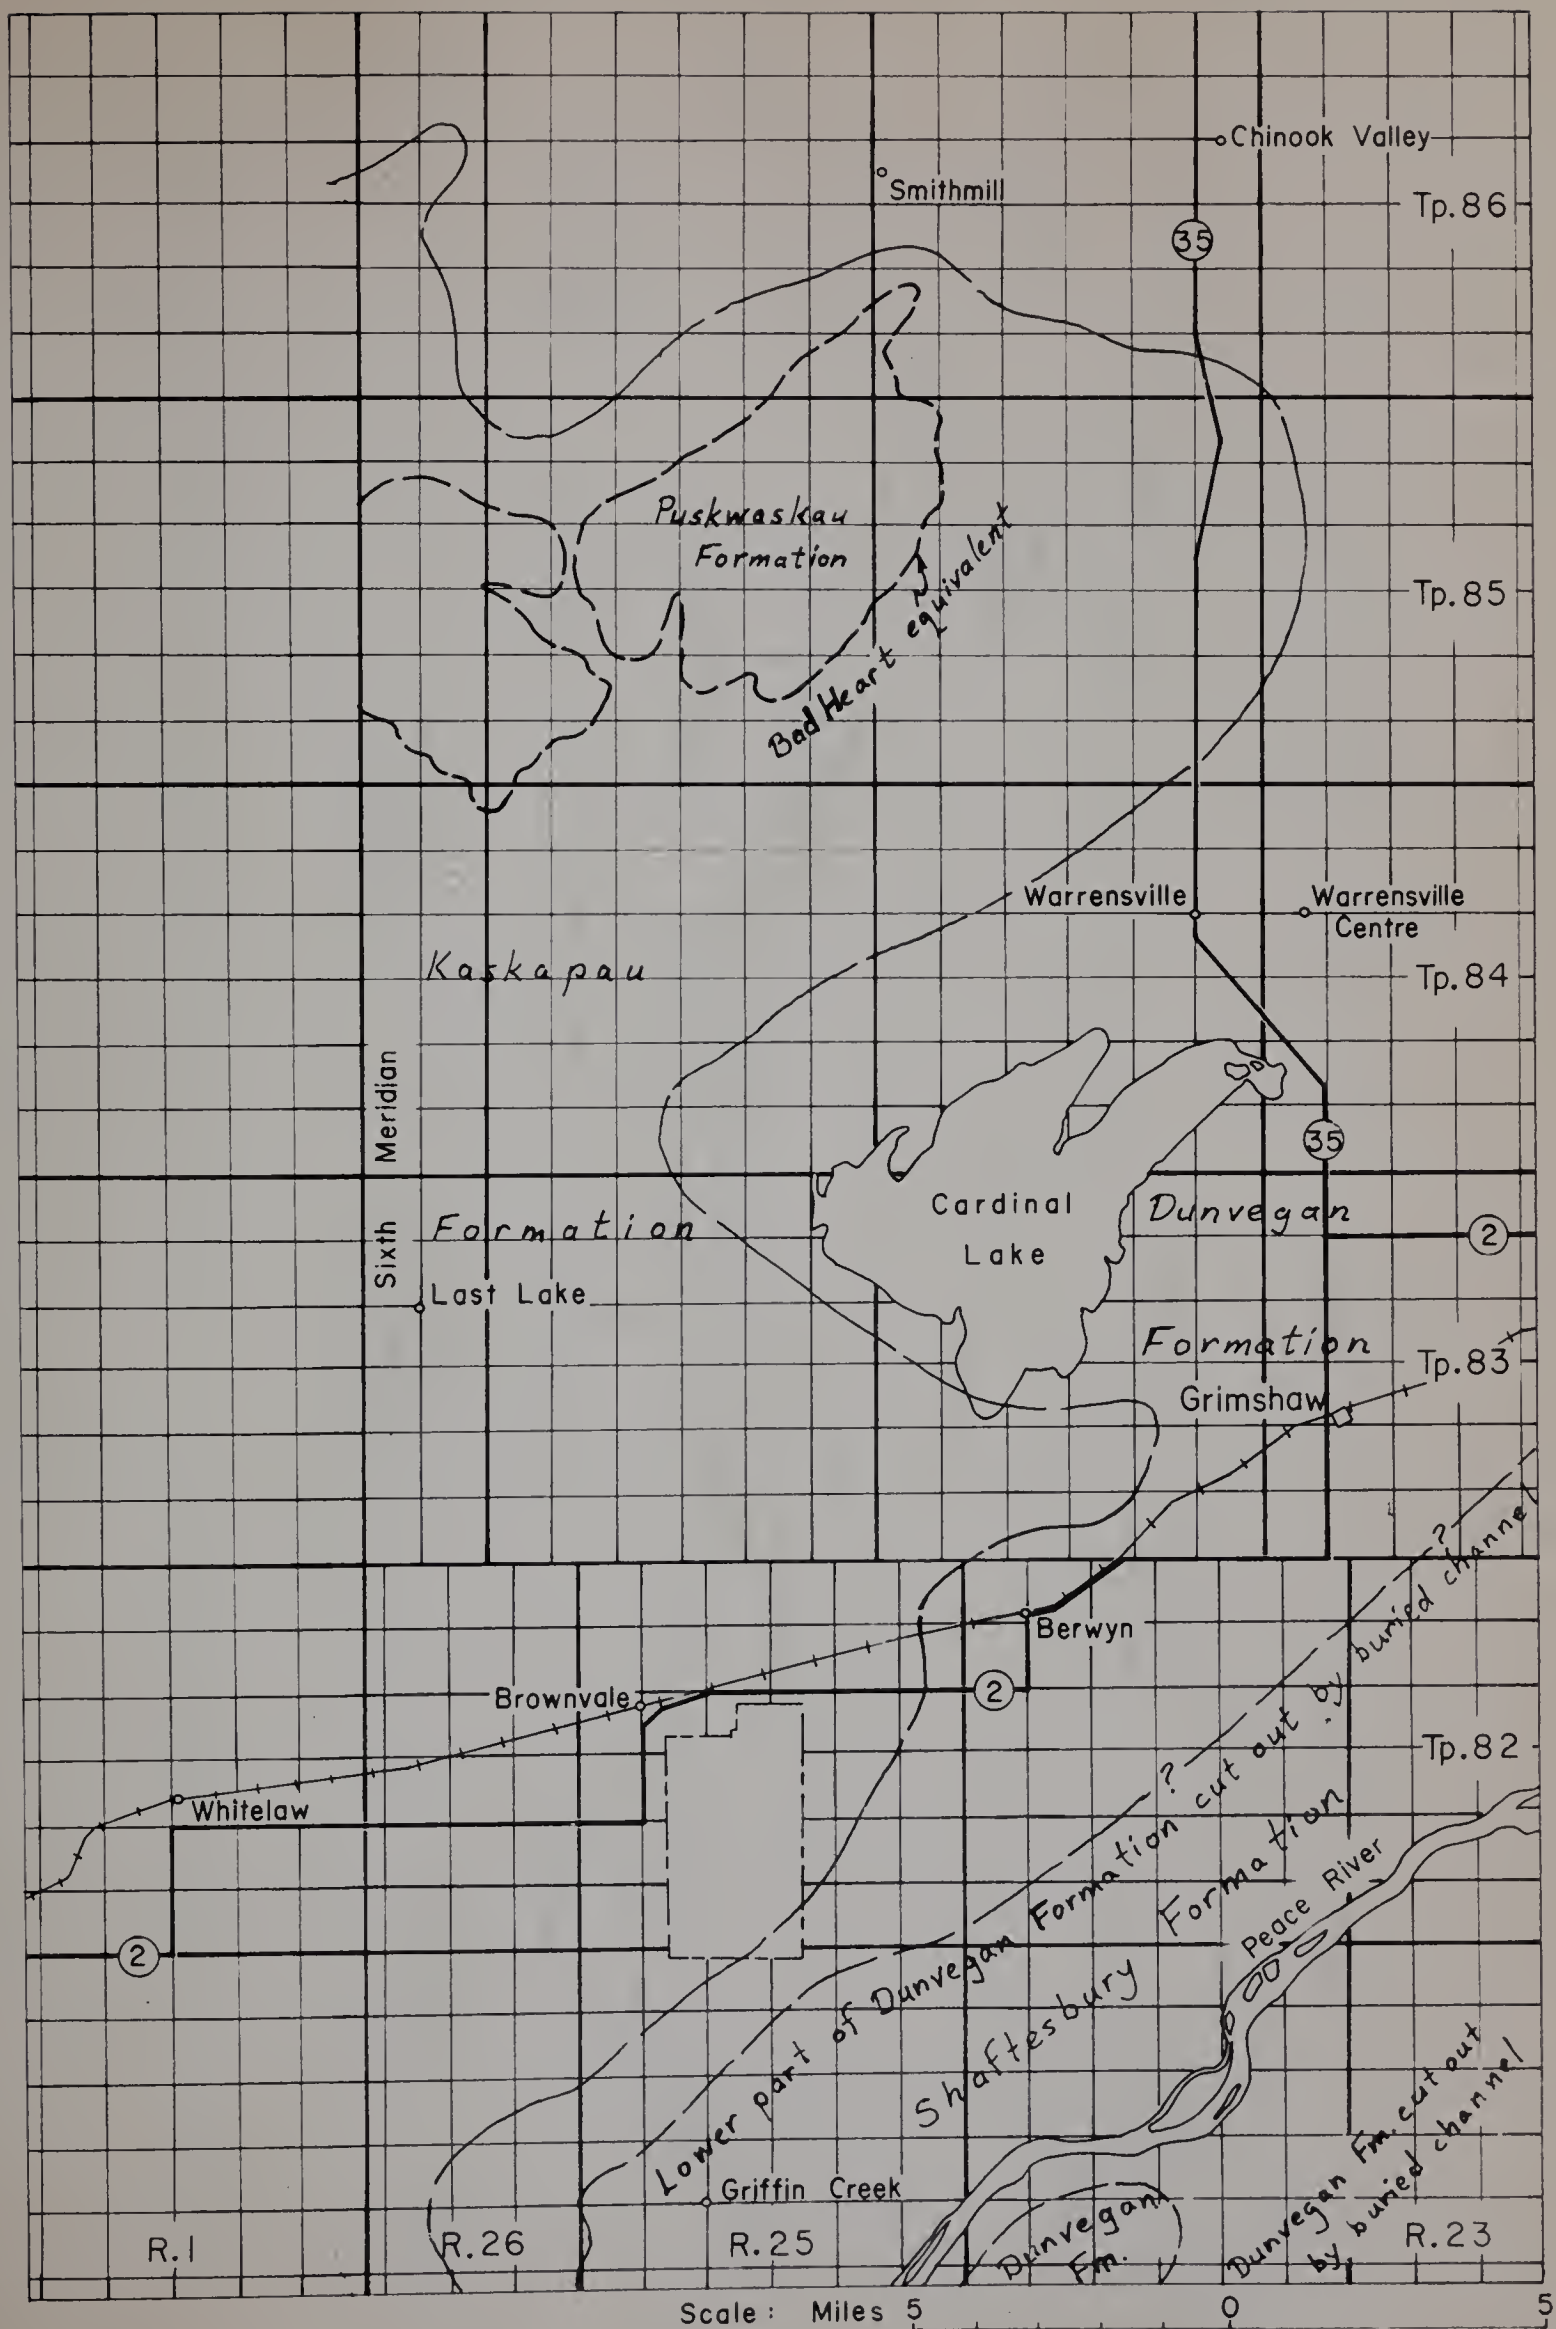 Chinook Valley
Smithmill
Tp.86
35
Puskwaskau
Formation
Bad Heart equivalent
Tp.85
Warrensville
Warrensville
Centre
Kaskapau
Tp.84
Sixth Meridian
35
Cardinal
Lake
Dunvegan
Formation
2
Last Lake
Formation
Tp.83
Grimshaw
?
Berwyn
Brownvale
2
Tp.82
?
Whitelaw
Lower part of Dunvegan Formation cut out by buried channel
2
Shaftesbury Formation
Peace River
Griffin Creek
Dunvegan
Fm.
Dunvegan Fm. cut out
by buried channel
R.1
R.26
R.25
R.23
Scale: Miles 5 0 5